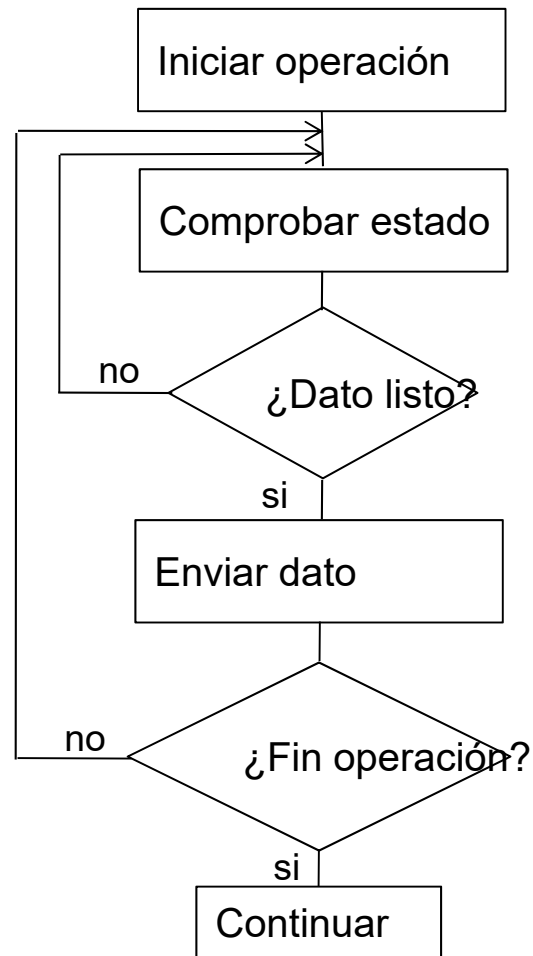 Iniciar operación
Comprobar estado
no
¿Dato listo?
si
Enviar dato
no
¿Fin operación?
si
Continuar